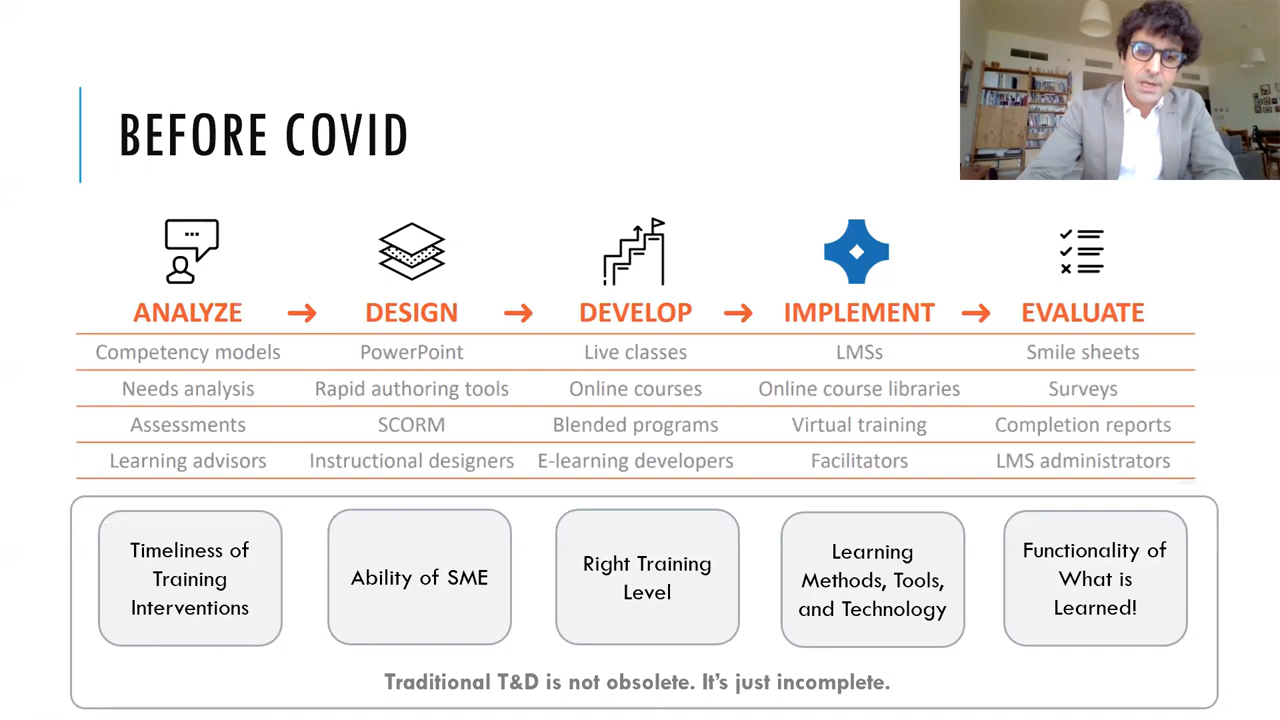 BEFORE COVID
ANALYZE → DESIGN → DEVELOP → IMPLEMENT → EVALUATE
Competency models PowerPoint Live classes LMSs Smile sheets
Needs analysis Rapid authoring tools Online courses Online course libraries Surveys
Assessments SCORM Blended programs Virtual training Completion reports
Learning advisors Instructional designers E-learning developers Facilitators LMS administrators
Timeliness of
Training
Interventions
Ability of SME
Right Training
Level
Learning
Methods, Tools,
and Technology
Functionality of
What is
Learned!
Traditional T&D is not obsolete. It's just incomplete.